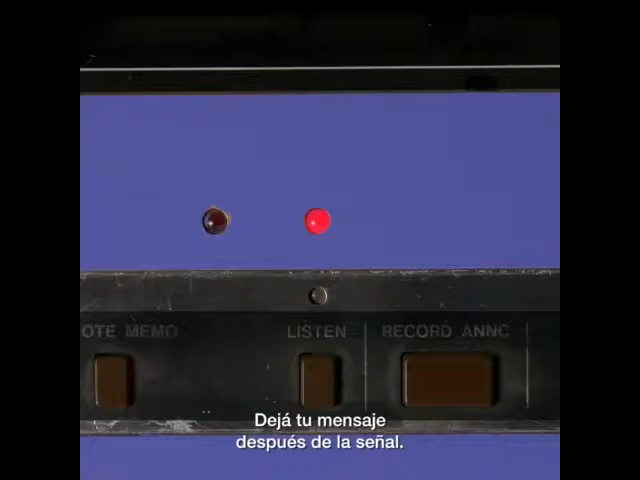 OTE MEMO LISTEN RECORD ANNC
Dejá tu mensaje
después de la señal.